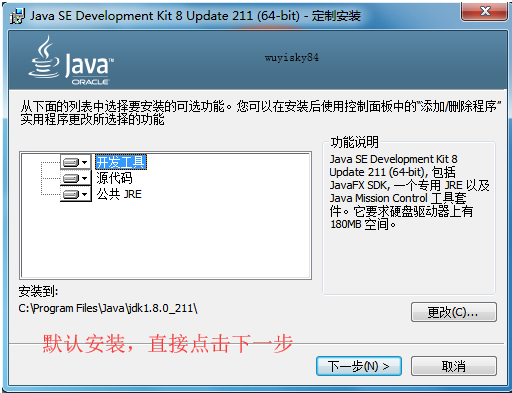 Java SE Development Kit 8 Update 211 (64-bit) - 定制安装
Java
ORACLE
wuyisky84
从下面的列表中选择要安装的可选功能。您可以在安装后使用控制面板中的“添加/删除程序”
实用程序更改所选择的功能
开发工具
源代码
公共 JRE
功能说明
Java SE Development Kit 8
Update 211 (64-bit), 包括
JavaFX SDK, 一个专用 JRE 以及
Java Mission Control 工具套
件。它要求硬盘驱动器上有
180MB 空间。
安装到:
C:\Program Files\Java\jdk1.8.0_211\
更改(C)...
默认安装，直接点击下一步
下一步(N) >
取消